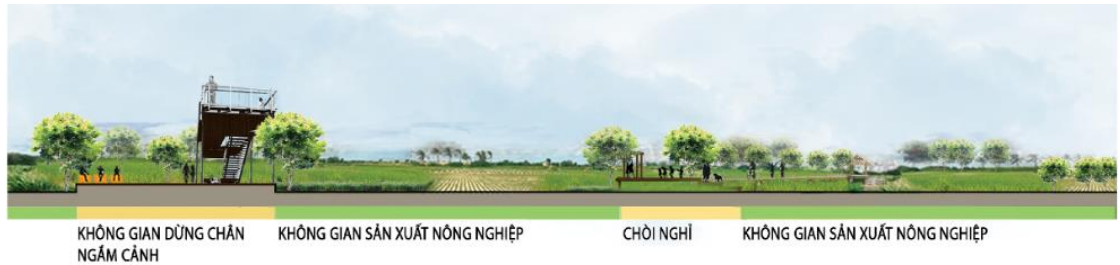 KHÔNG GIAN DỪNG CHÂN
NGẮM CẢNH
KHÔNG GIAN SẢN XUẤT NÔNG NGHIỆP
CHÒI NGHỈ
KHÔNG GIAN SẢN XUẤT NÔNG NGHIỆP